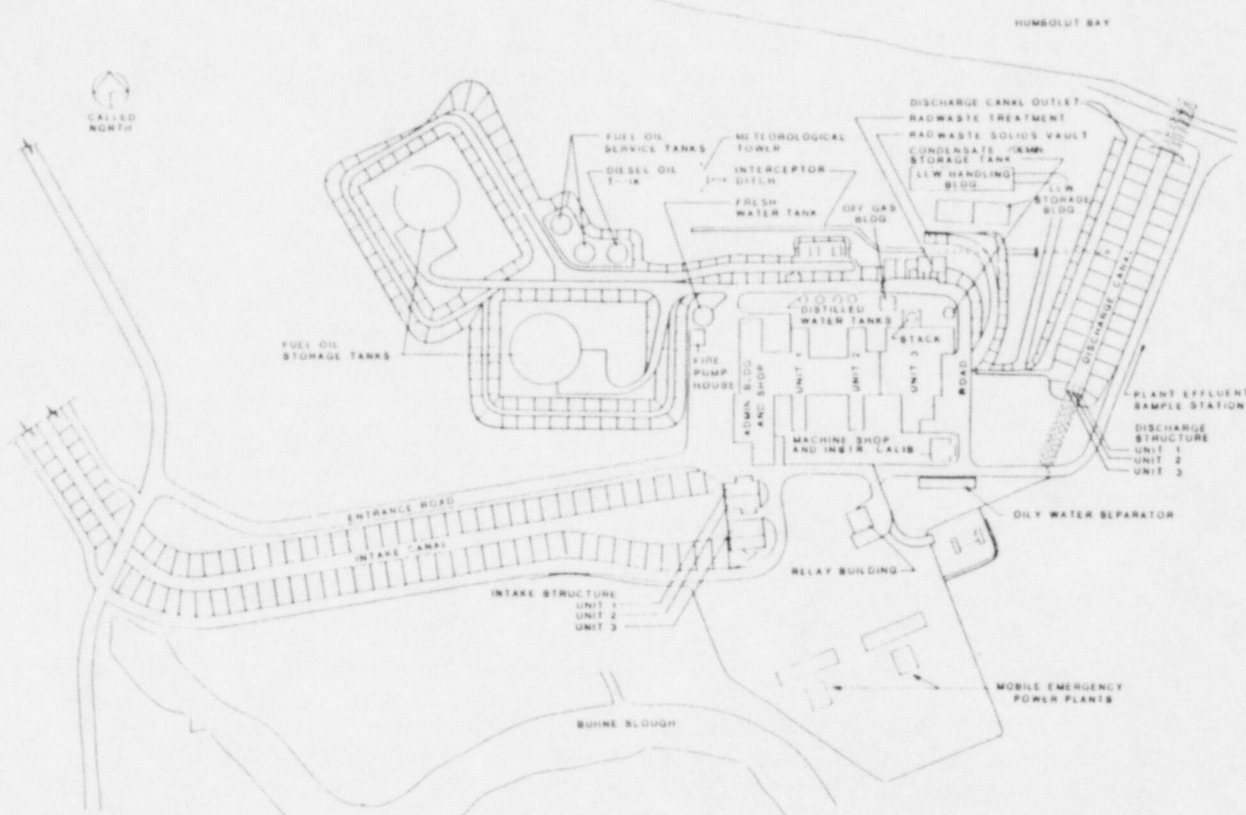 HUMBOLUT BAY
CALLED
NORTH
DISCHARGE CANAL OUTLET
RADWASTE TREATMENT
RADWASTE SOLIDS VAULT
CONDENSATE
STORAGE TANK
LLW HANDLING
BLDG
LLW
STORAGE
BLDG
FUEL OIL
SERVICE TANKS
METEOROLOGICAL
TOWER
DIESEL OIL
INTERCEPTOR
DITCH
FRESH
WATER TANK
OFF GAS
BLDG
DISTILLED
WATER TANKS
STACK
FUEL OIL
STORAGE TANKS
FIRE
PUMP
HOUSE
ADMIN BLDG
AND SHOP
UNIT 1
UNIT 2
UNIT 3
ROAD
DISCHARGE CANAL
MACHINE SHOP
AND INSTR. CALIB
PLANT EFFLUENT
SAMPLE STATION
DISCHARGE
STRUCTURE
UNIT 1
UNIT 2
UNIT 3
ENTRANCE ROAD
INTAKE CANAL
OILY WATER SEPARATOR
RELAY BUILDING
INTAKE STRUCTURE
UNIT 1
UNIT 2
UNIT 3
MOBILE EMERGENCY
POWER PLANTS
BUHNE SLOUGH